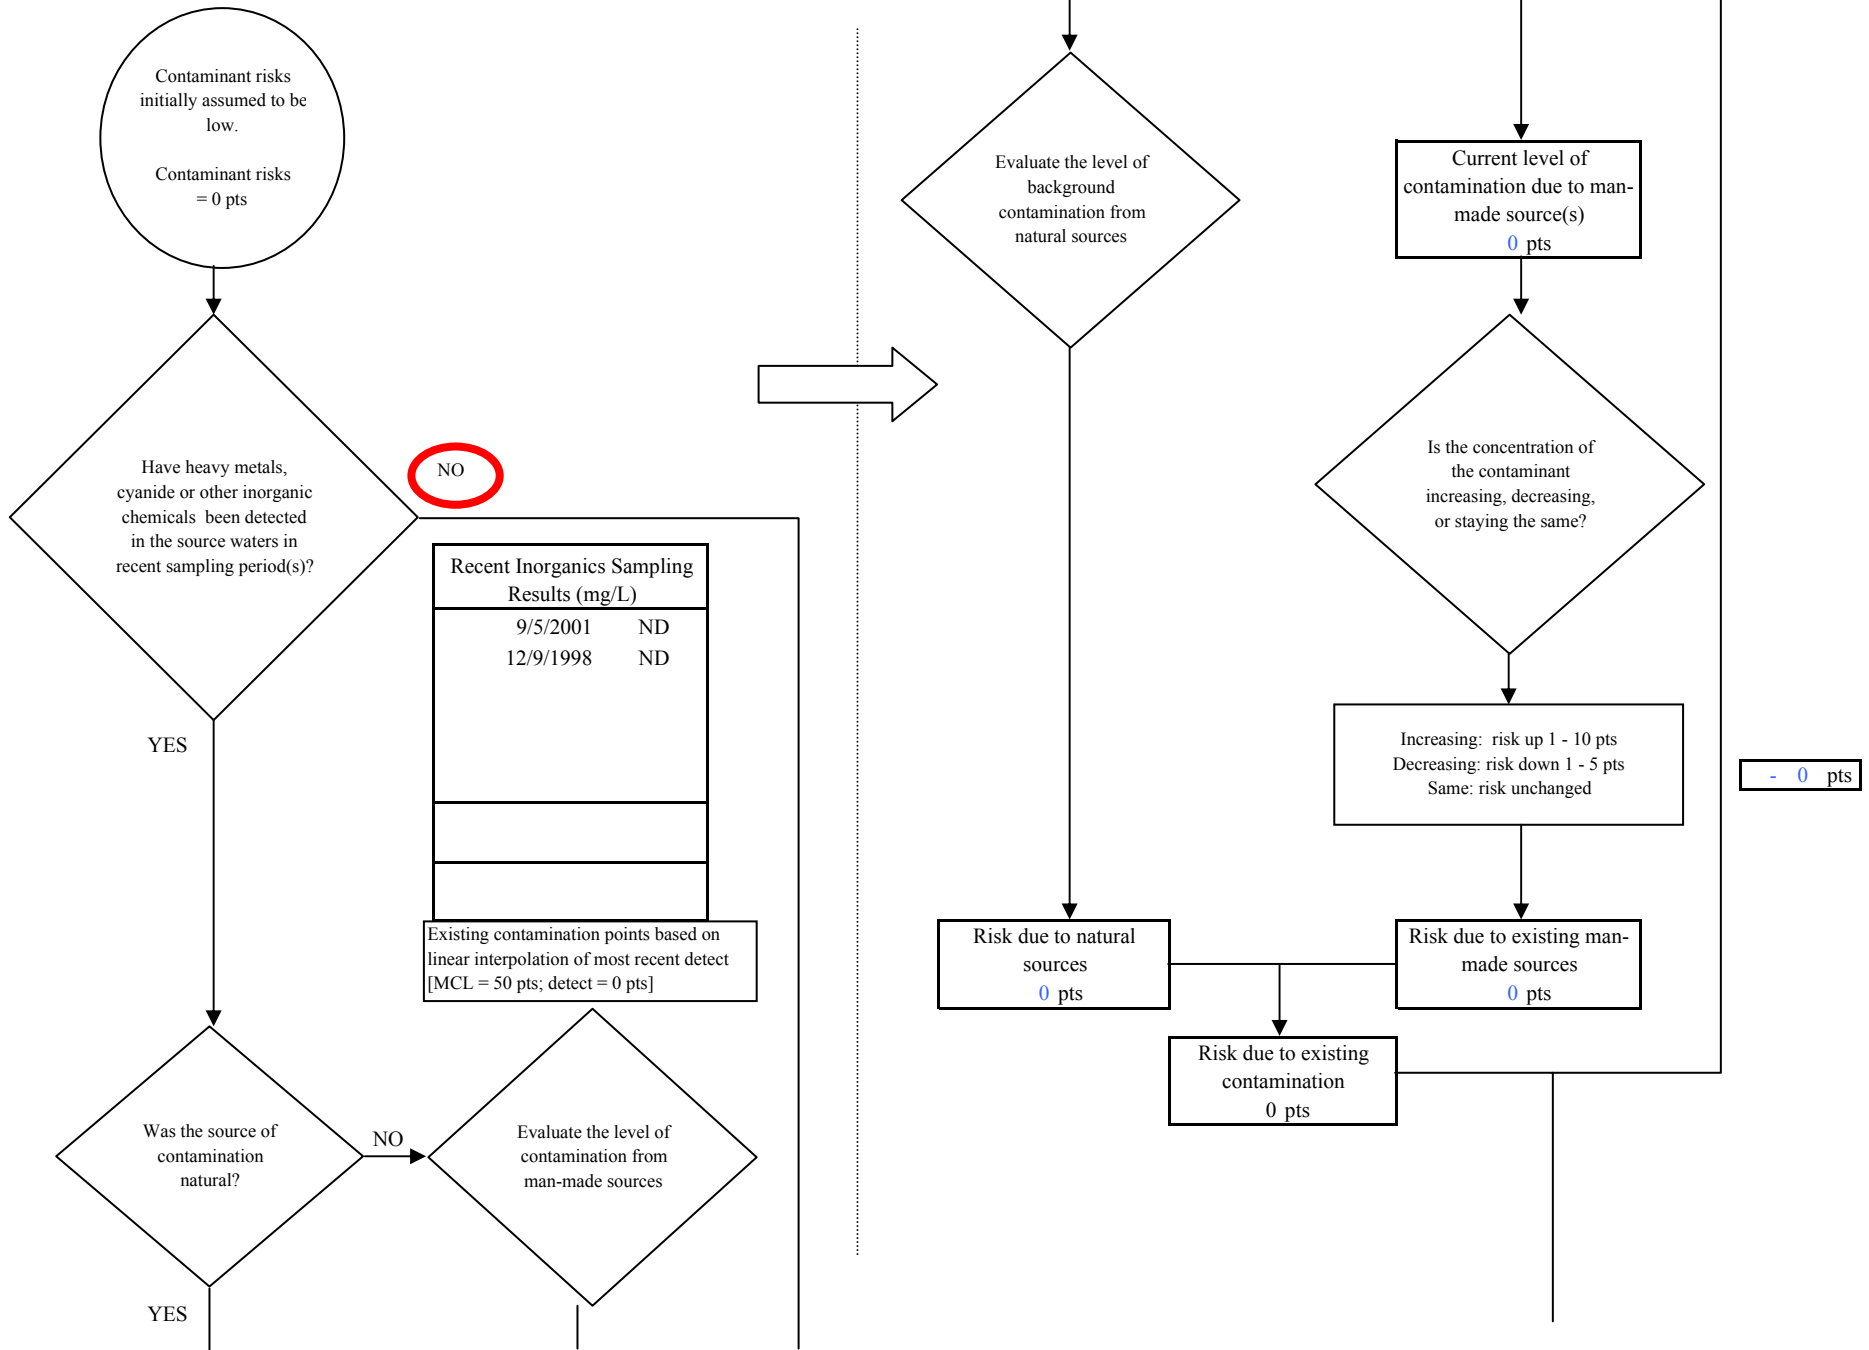 Contaminant risks
initially assumed to be
low.
Contaminant risks
= 0 pts
Have heavy metals,
cyanide or other inorganic
chemicals been detected
in the source waters in
recent sampling period(s)?
NO
YES
Recent Inorganics Sampling
Results (mg/L)
9/5/2001 ND
12/9/1998 ND
Existing contamination points based on
linear interpolation of most recent detect
[MCL = 50 pts; detect = 0 pts]
Was the source of
contamination
natural?
NO
YES
Evaluate the level of
contamination from
man-made sources
Evaluate the level of
background
contamination from
natural sources
Current level of
contamination due to man-
made source(s)
0 pts
Is the concentration of
the contaminant
increasing, decreasing,
or staying the same?
Increasing: risk up 1 - 10 pts
Decreasing: risk down 1 - 5 pts
Same: risk unchanged
- 0 pts
Risk due to natural
sources
0 pts
Risk due to existing man-
made sources
0 pts
Risk due to existing
contamination
0 pts